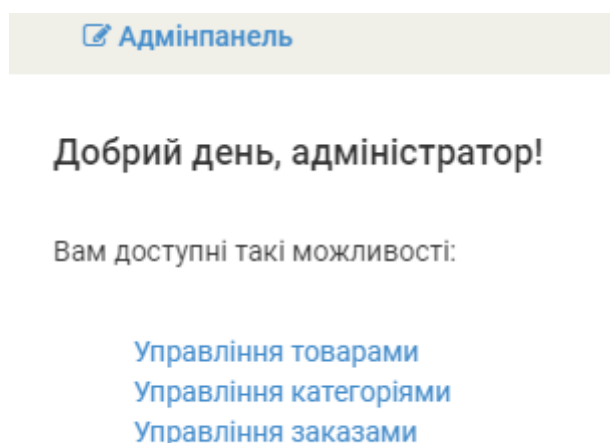 Адмінпанель
Добрий день, адміністратор!
Вам доступні такі можливості:
Управління товарами
Управління категоріями
Управління заказами